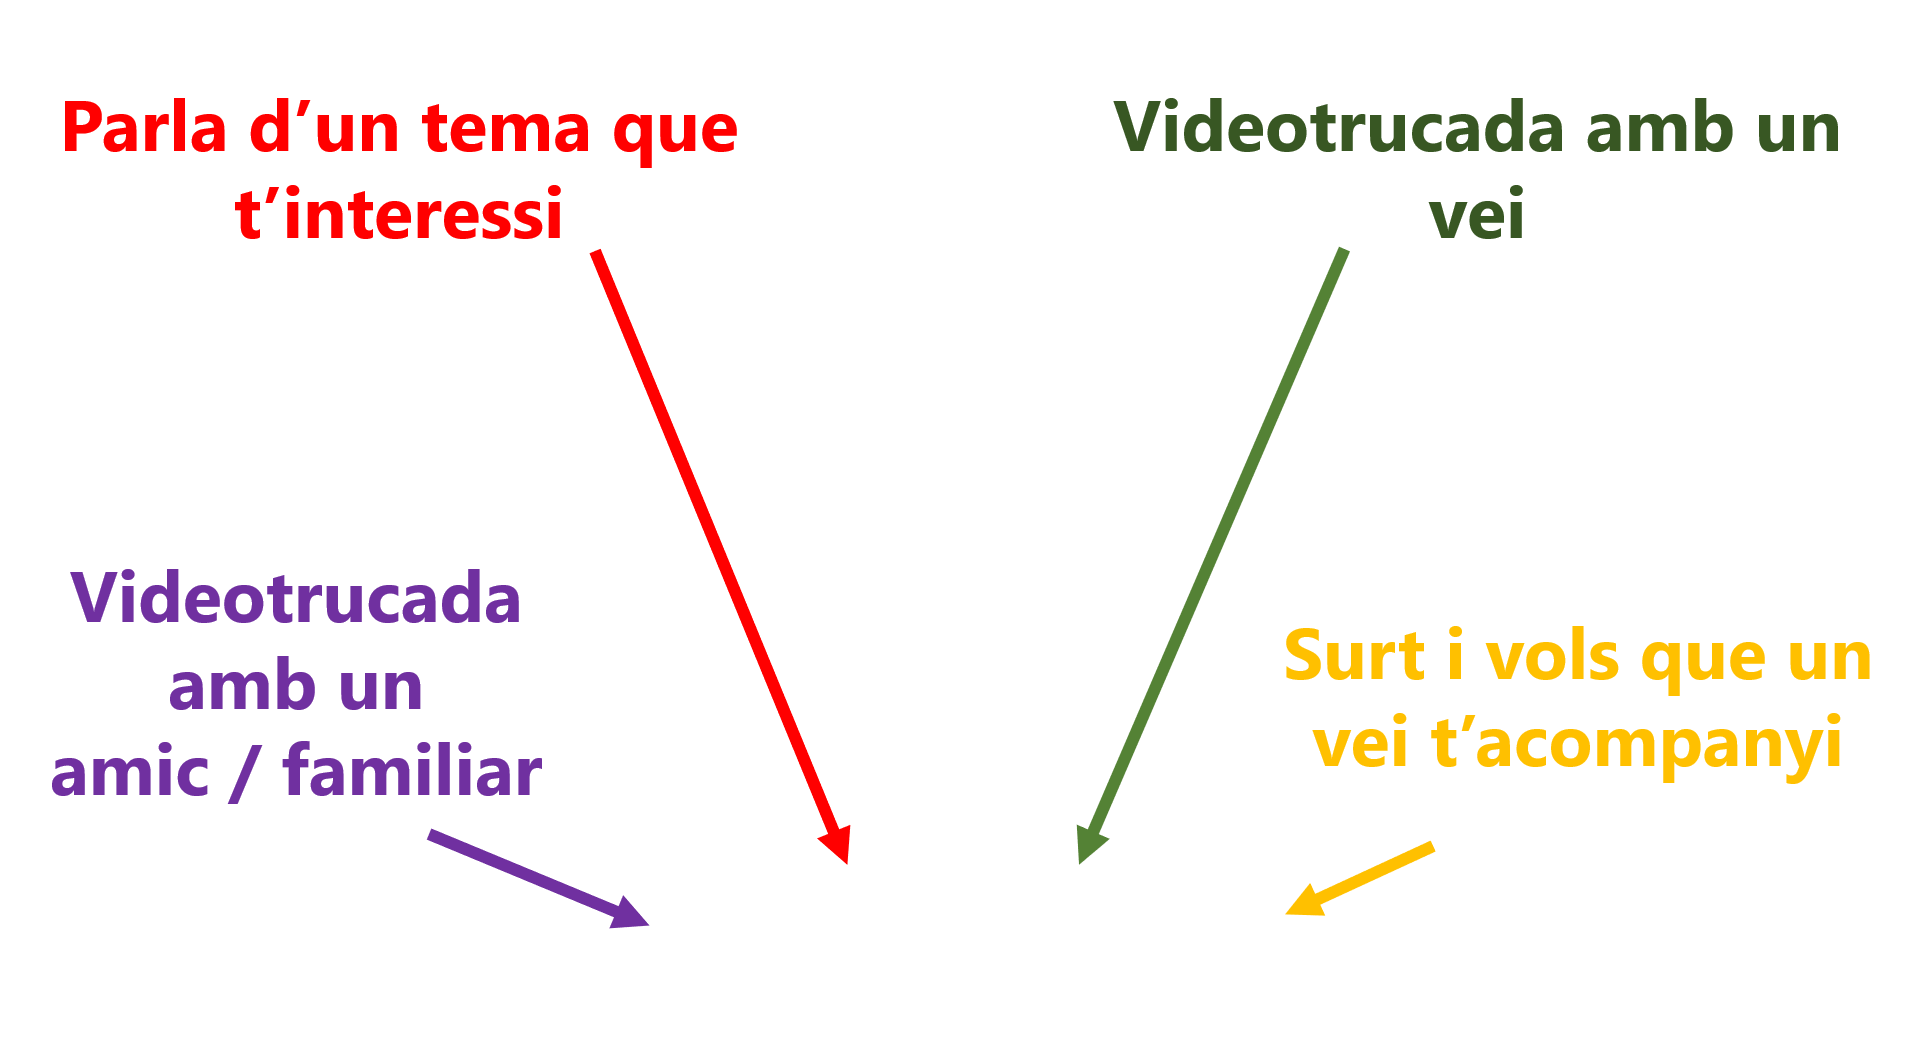 Parla d’un tema que
t’interessi
Videotrucada amb un
vei
Videotrucada
amb un
amic / familiar
Surt i vols que un
vei t’acompanyi